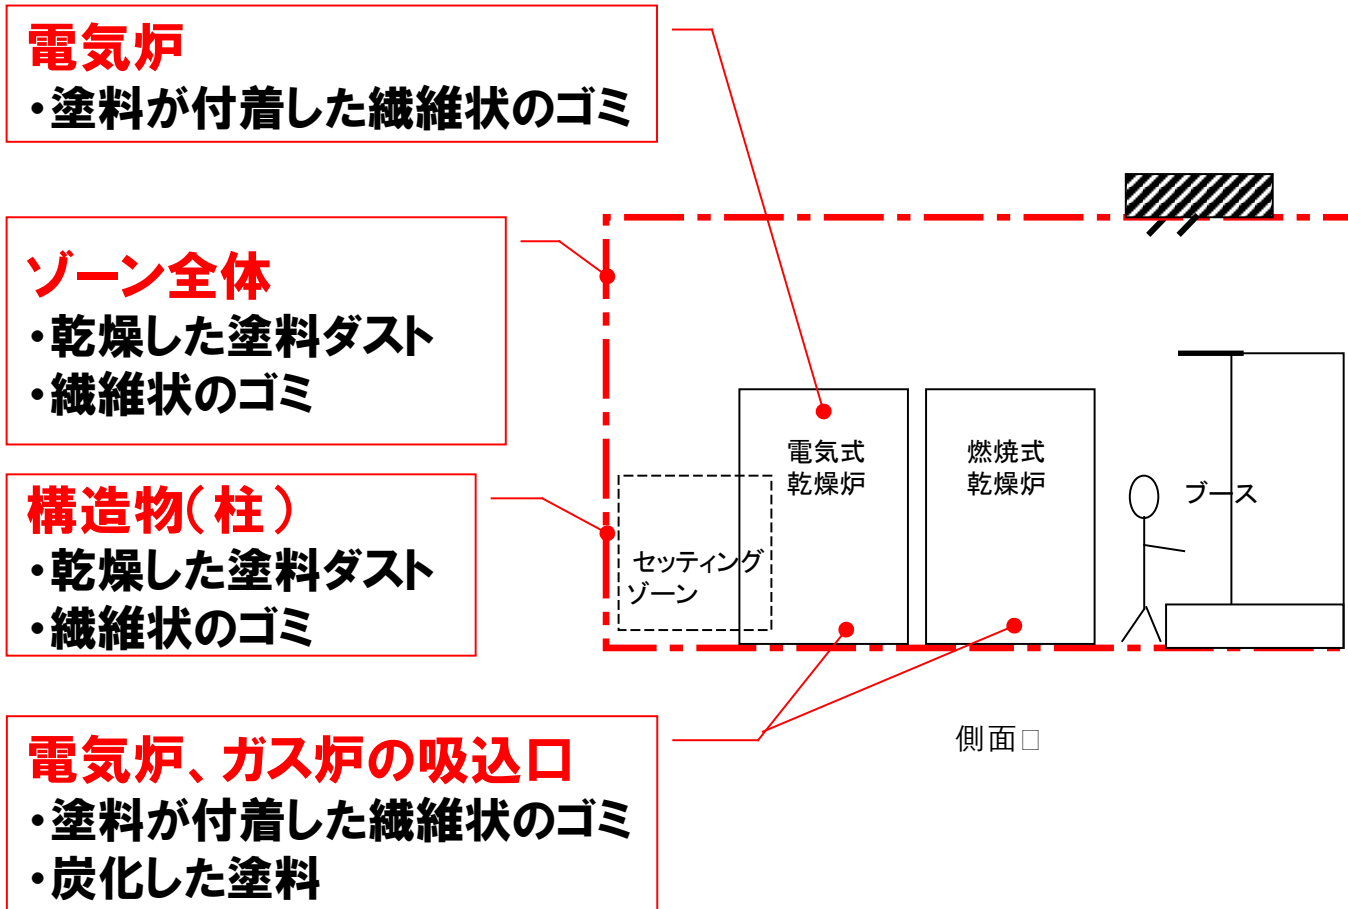 電気炉
・塗料が付着した繊維状のゴミ
ゾーン全体
・乾燥した塗料ダスト
・繊維状のゴミ
構造物(柱)
・乾燥した塗料ダスト
・繊維状のゴミ
電気炉、ガス炉の吸込口
・塗料が付着した繊維状のゴミ
・炭化した塗料
電気式
乾燥炉
燃焼式
乾燥炉
ブース
セッティング
ゾーン
側面